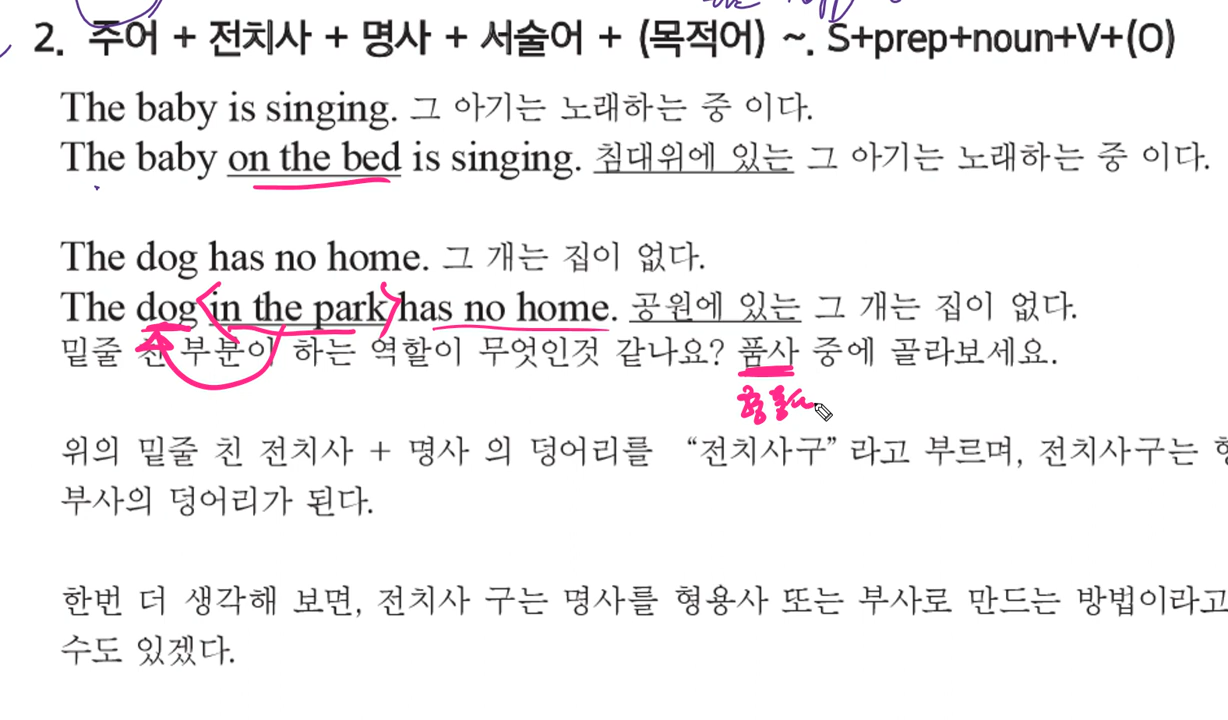 2. 주어 + 전치사 + 명사 + 서술어 + (목적어) ~. S+prep+noun+V+(O)
The baby is singing. 그 아기는 노래하는 중 이다.
The baby on the bed is singing. 침대위에 있는 그 아기는 노래하는 중 이다.
The dog has no home. 그 개는 집이 없다.
The dog in the park has no home. 공원에 있는 그 개는 집이 없다.
밑줄 친 부분이 하는 역할이 무엇인것 같나요? 품사 중에 골라보세요.
형용사
위의 밑줄 친 전치사 + 명사 의 덩어리를 “전치사구” 라고 부르며, 전치사구는
부사의 덩어리가 된다.
한번 더 생각해 보면, 전치사 구는 명사를 형용사 또는 부사로 만드는 방법이라고
수도 있겠다.